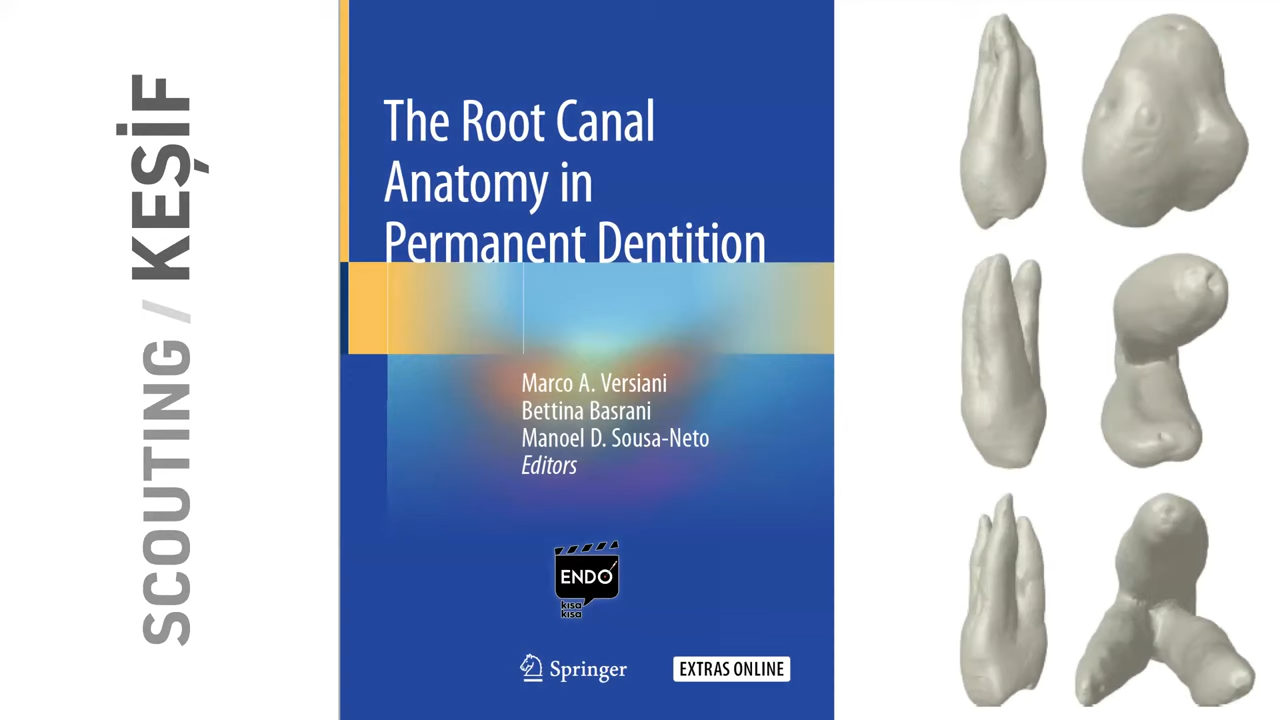 SCOUTING / KEŞİF
The Root Canal
Anatomy in
Permanent Dentition
Marco A. Versiani
Bettina Basrani
Manoel D. Sousa-Neto
Editors
ENDO
kısa
kısa
Springer
EXTRAS ONLINE